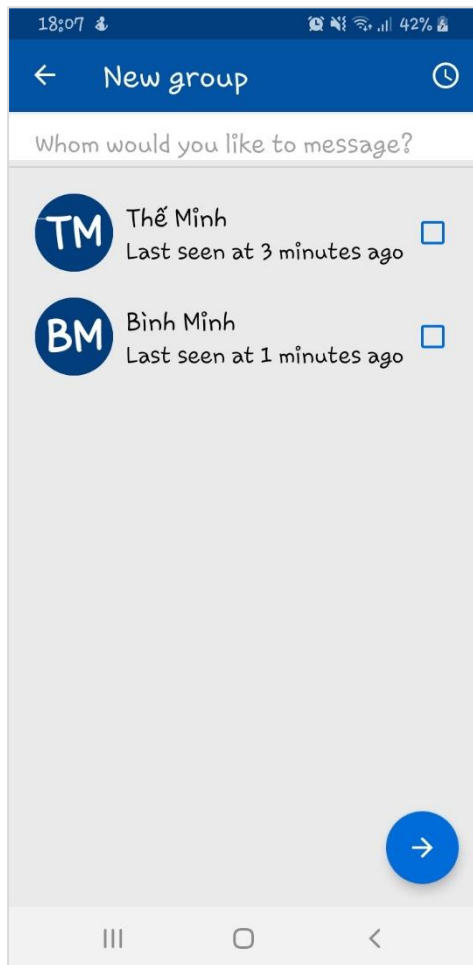 18:07
42%
New group
Whom would you like to message?
TM
Thế Minh
Last seen at 3 minutes ago
BM
Bình Minh
Last seen at 1 minutes ago